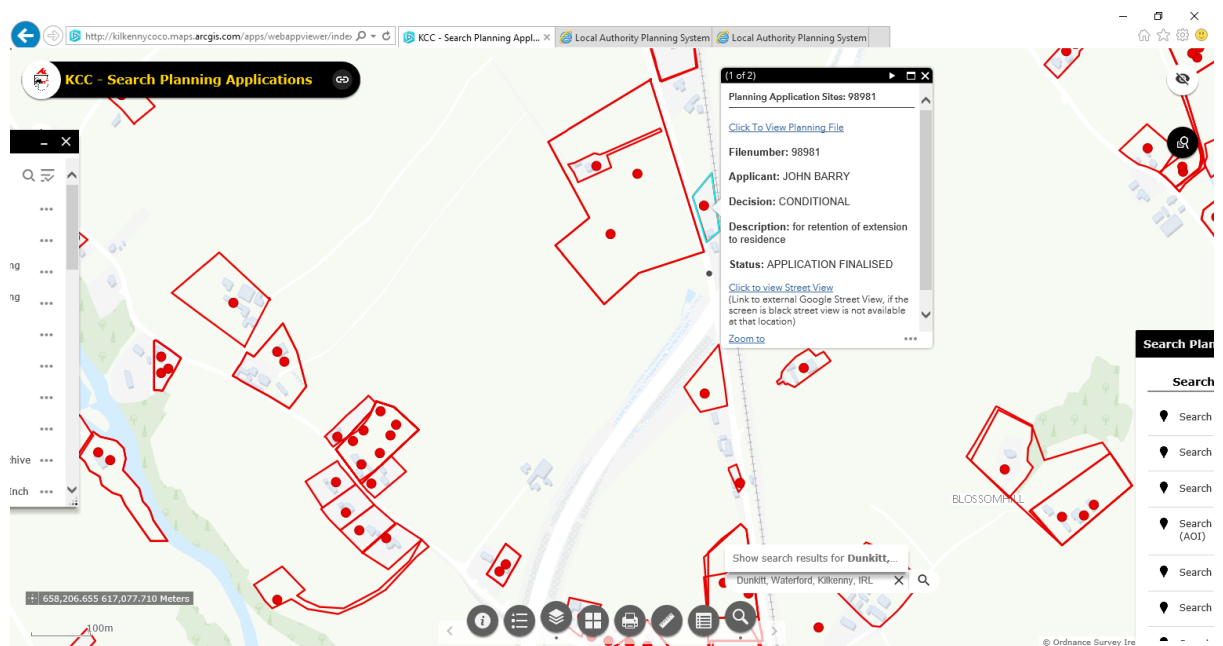 http://kilkennycoco.maps.arcgis.com/apps/webappviewer/index
KCC - Search Planning Appl...
Local Authority Planning System
Local Authority Planning System
KCC - Search Planning Applications
(1 of 2)
Planning Application Sites: 98981
Click To View Planning File
Filenumber: 98981
Applicant: JOHN BARRY
Decision: CONDITIONAL
Description: for retention of extension
to residence
Status: APPLICATION FINALISED
Click to view Street View
(Link to external Google Street View, if the
screen is black street view is not available
at that location)
Zoom to
ng
ng
hive
Inch
Search Plan
Search
Search
Search
Search
Search
(AOI)
Search
Search
BLOSSOMHILL
Show search results for Dunkitt,...
Dunkitt, Waterford, Kilkenny, IRL
658,206.655 617,077.710 Meters
100m
© Ordnance Survey Ire